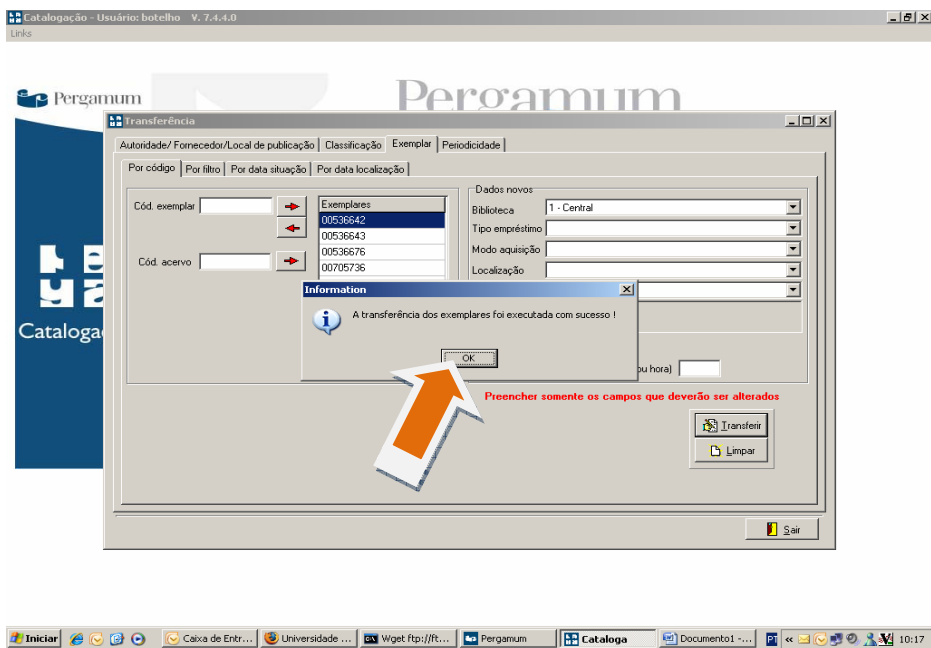 Catalogação - Usuário: botelho V. 7.4.4.0
Links
Pergamum
Pergamum
Transferência
Autoridade/ Fornecedor/Local de publicação
Classificação
Exemplar
Periodicidade
Por código
Por filtro
Por data situação
Por data localização
Cód. exemplar
Cód. acervo
Exemplares
00536642
00536643
00536676
00705736
Dados novos
Biblioteca
1 - Central
Tipo empréstimo
Modo aquisição
Localização
Information
A transferência dos exemplares foi executada com sucesso !
OK
ou hora)
Preencher somente os campos que deverão ser alterados
Transferir
Limpar
Sair
Cataloga
Iniciar
Caixa de Entr...
Universidade ...
Wget ftp://ft...
Pergamum
Cataloga
Documento1 -...
PT
«
10:17